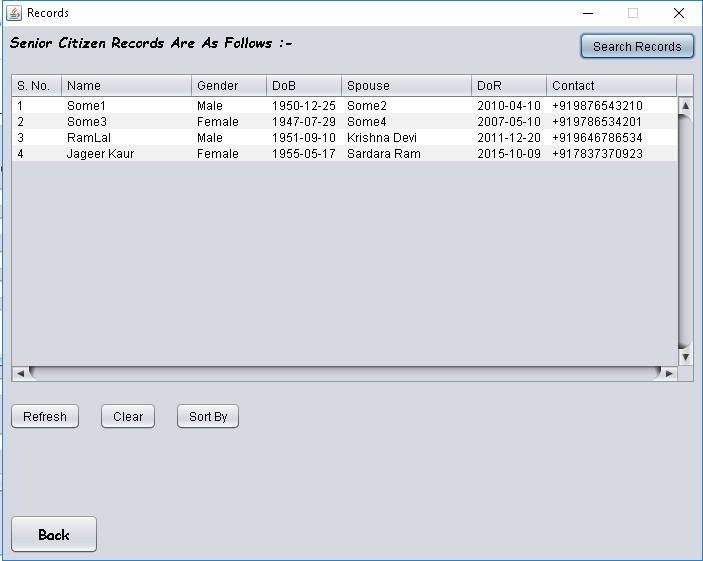 Records
Senior Citizen Records Are As Follows :-
Search Records
S. No. Name Gender DoB Spouse DoR Contact
1 Some1 Male 1950-12-25 Some2 2010-04-10 +919876543210
2 Some3 Female 1947-07-29 Some4 2007-05-10 +919786534201
3 RamLal Male 1951-09-10 Krishna Devi 2011-12-20 +919646786534
4 Jageer Kaur Female 1955-05-17 Sardara Ram 2015-10-09 +917837370923
Refresh Clear Sort By
Back